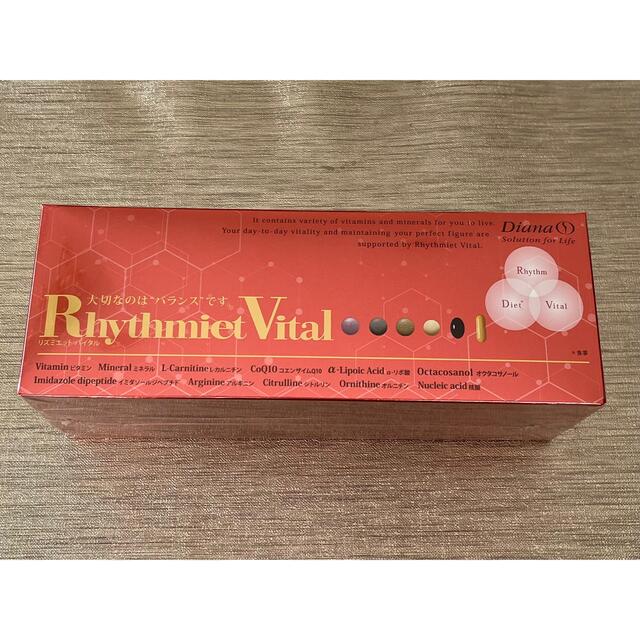 It contains variety of vitamins and minerals for you to live.
Your day-to-day vitality and maintaining your perfect figure are
supported by Rhythmiet Vital.
Diana
Solution for Life
Rhythm
Diet*
Vital
*食事
大切なのは"バランス"です
Rhythmiet Vital
リズミエット・バイタル
Vitamin ビタミン Mineral ミネラル L-Carnitine L-カルニチン CoQ10 コエンザイムQ10 α-Lipoic Acid α-リポ酸 Octacosanol オクタコサノール
Imidazole dipeptide イミダゾールジペプチド Arginine アルギニン Citrulline シトルリン Ornithine オルニチン Nucleic acid 核酸